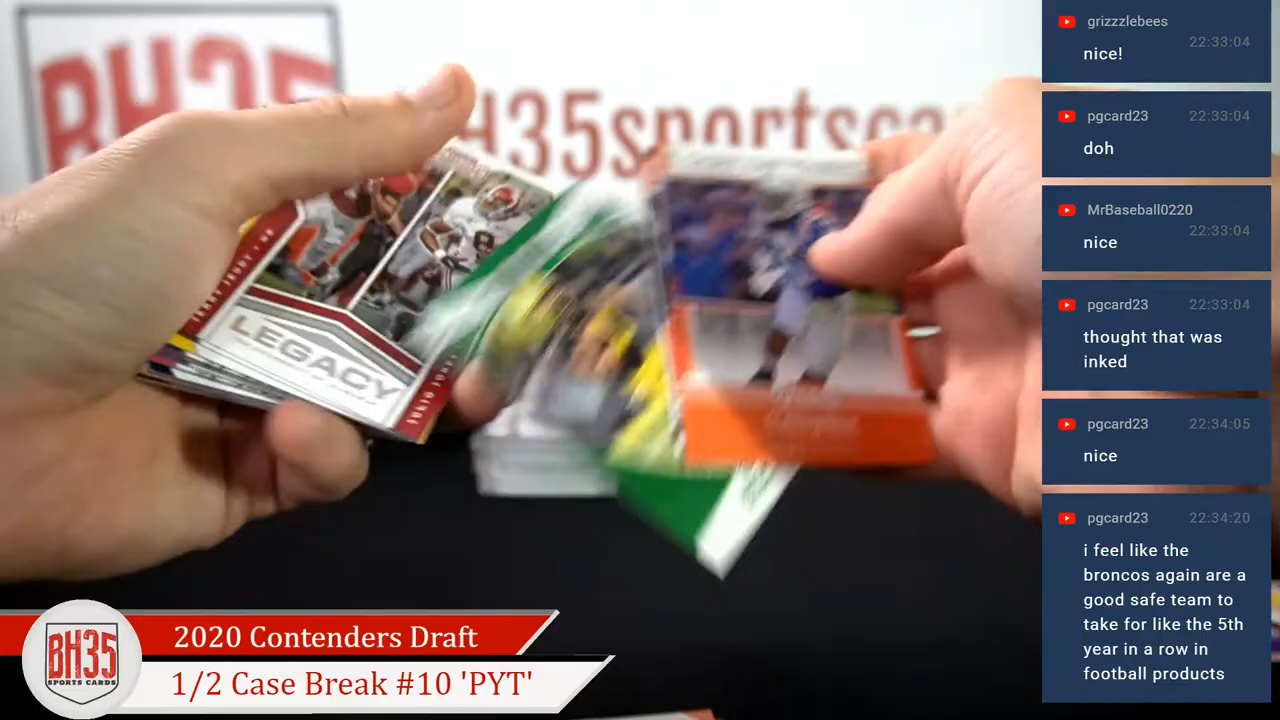 BH35
BH35sportsca
LEGACY
grizzzlebees
22:33:04
nice!
pgcard23
22:33:04
doh
MrBaseball0220
22:33:04
nice
pgcard23
22:33:04
thought that was
inked
pgcard23
22:34:05
nice
pgcard23
22:34:20
i feel like the
broncos again are a
good safe team to
take for like the 5th
year in a row in
football products
BH35
SPORTS CARDS
2020 Contenders Draft
1/2 Case Break #10 'PYT'